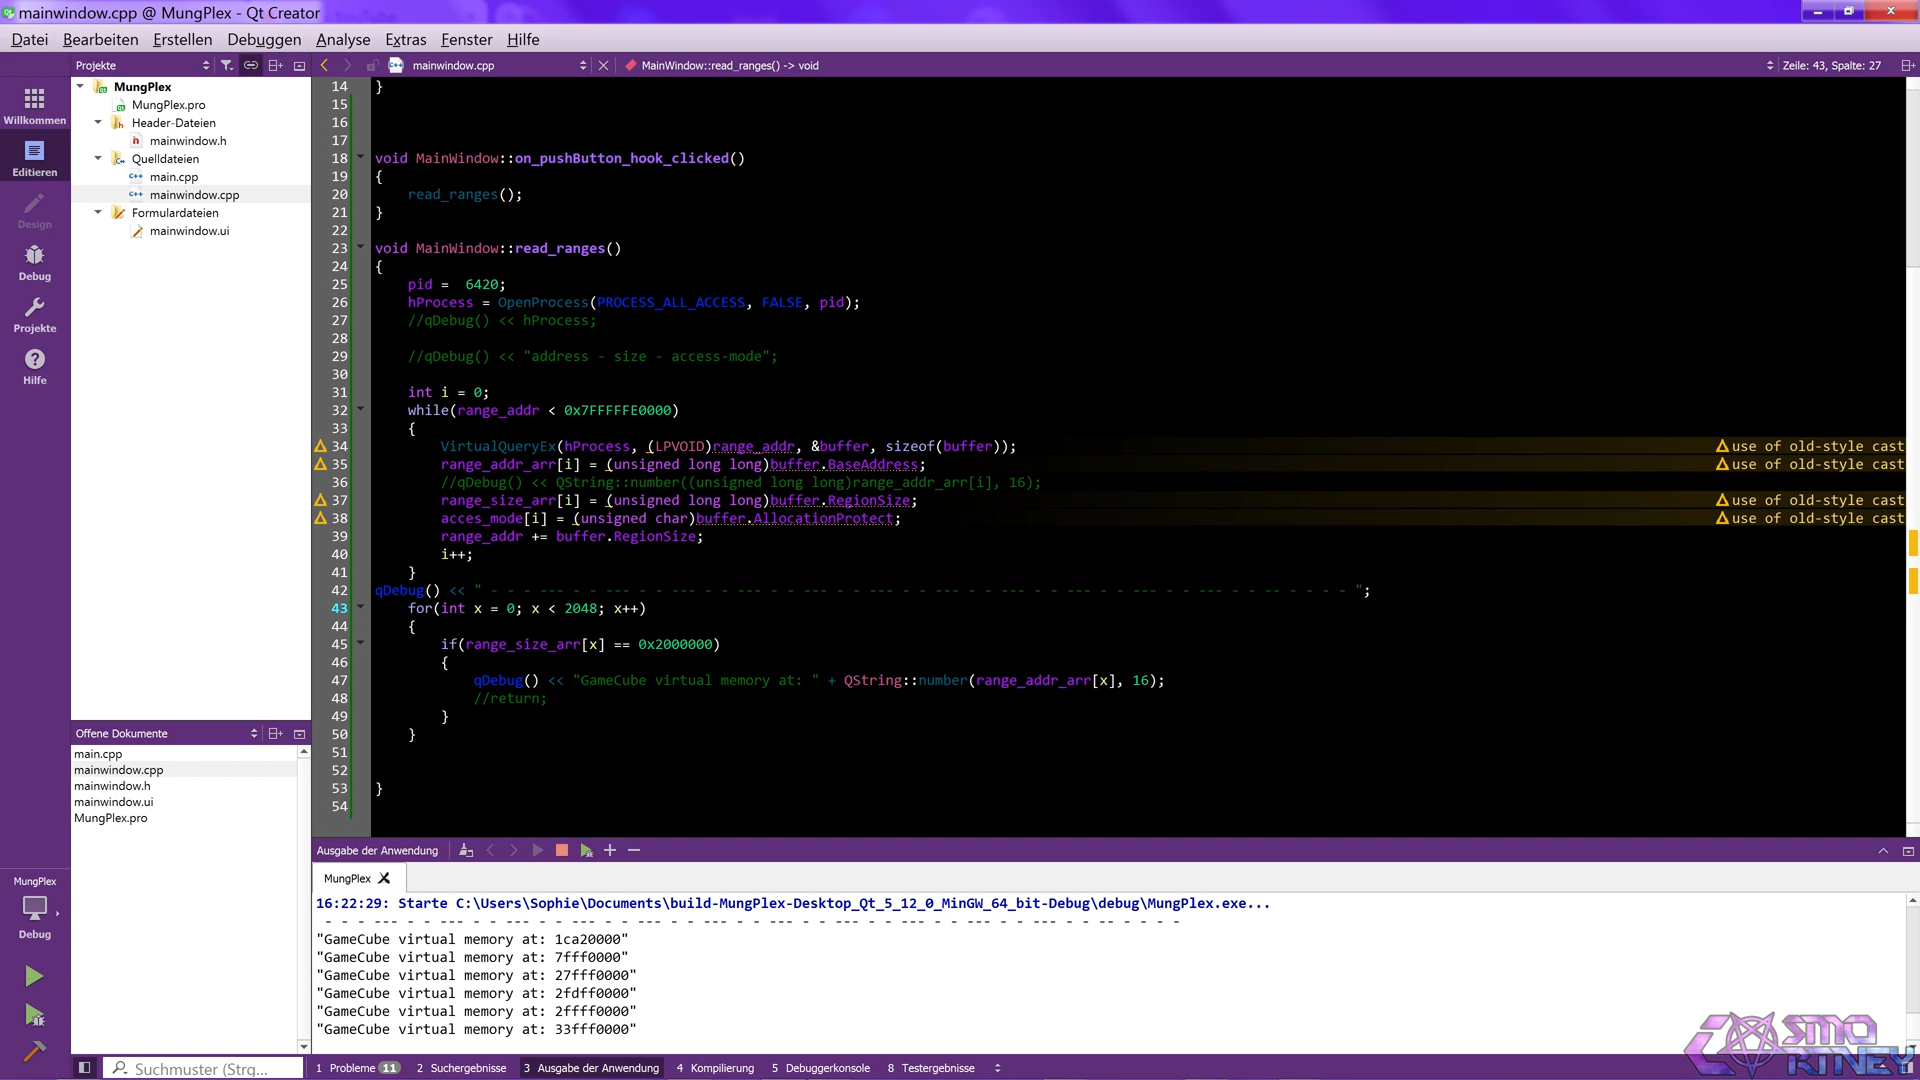 mainwindow.cpp @ MungPlex - Qt Creator
Datei Bearbeiten Erstellen Debuggen Analyse Extras Fenster Hilfe
Projekte
mainwindow.cpp
MainWindow::read_ranges() -> void
Zeile: 43, Spalte: 27
Willkommen
Editieren
Design
Debug
Projekte
Hilfe
MungPlex
MungPlex.pro
Header-Dateien
mainwindow.h
Quelldateien
main.cpp
mainwindow.cpp
Formulardateien
mainwindow.ui
Offene Dokumente
main.cpp
mainwindow.cpp
mainwindow.h
mainwindow.ui
MungPlex.pro
MungPlex
Debug
14 }
15
16
17
18 void MainWindow::on_pushButton_hook_clicked()
19 {
20 read_ranges();
21 }
22
23 void MainWindow::read_ranges()
24 {
25 pid =  6420;
26 hProcess = OpenProcess(PROCESS_ALL_ACCESS, FALSE, pid);
27 //qDebug() << hProcess;
28
29 //qDebug() << "address - size - access-mode";
30
31 int i = 0;
32 while(range_addr < 0x7FFFFFE0000)
33 {
34 VirtualQueryEx(hProcess, (LPVOID)range_addr, &buffer, sizeof(buffer)); use of old-style cast
35 range_addr_arr[i] = (unsigned long long)buffer.BaseAddress; use of old-style cast
36 //qDebug() << QString::number((unsigned long long)range_addr_arr[i], 16);
37 range_size_arr[i] = (unsigned long long)buffer.RegionSize; use of old-style cast
38 acces_mode[i] = (unsigned char)buffer.AllocationProtect; use of old-style cast
39 range_addr += buffer.RegionSize;
40 i++;
41 }
42 qDebug() << " - - - --- - - --- - - --- - - --- - - --- - - --- - - --- - - --- - - --- - - --- - - -- - - - - - ";
43 for(int x = 0; x < 2048; x++)
44 {
45 if(range_size_arr[x] == 0x2000000)
46 {
47 qDebug() << "GameCube virtual memory at: " + QString::number(range_addr_arr[x], 16);
48 //return;
49 }
50 }
51
52
53 }
54
Ausgabe der Anwendung
MungPlex
16:22:29: Starte C:\Users\Sophie\Documents\build-MungPlex-Desktop_Qt_5_12_0_MinGW_64_bit-Debug\debug\MungPlex.exe...
- - - --- - - --- - - --- - - --- - - --- - - --- - - --- - - --- - - --- - - --- - - -- - - - - -
"GameCube virtual memory at: 1ca20000"
"GameCube virtual memory at: 7fff0000"
"GameCube virtual memory at: 27fff0000"
"GameCube virtual memory at: 2fdff0000"
"GameCube virtual memory at: 2ffff0000"
"GameCube virtual memory at: 33fff0000"
Suchmuster (Strg...
1 Probleme 11 2 Suchergebnisse 3 Ausgabe der Anwendung 4 Kompilierung 5 Debuggerkonsole 8 Testergebnisse